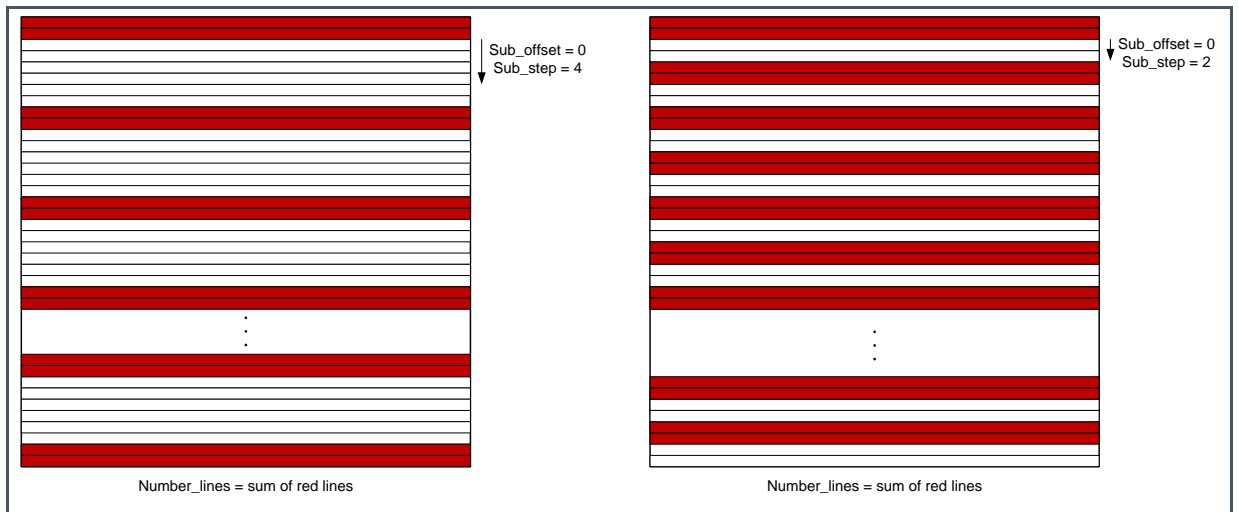 Sub_offset = 0
Sub_step = 4
Number_lines = sum of red lines
Sub_offset = 0
Sub_step = 2
Number_lines = sum of red lines